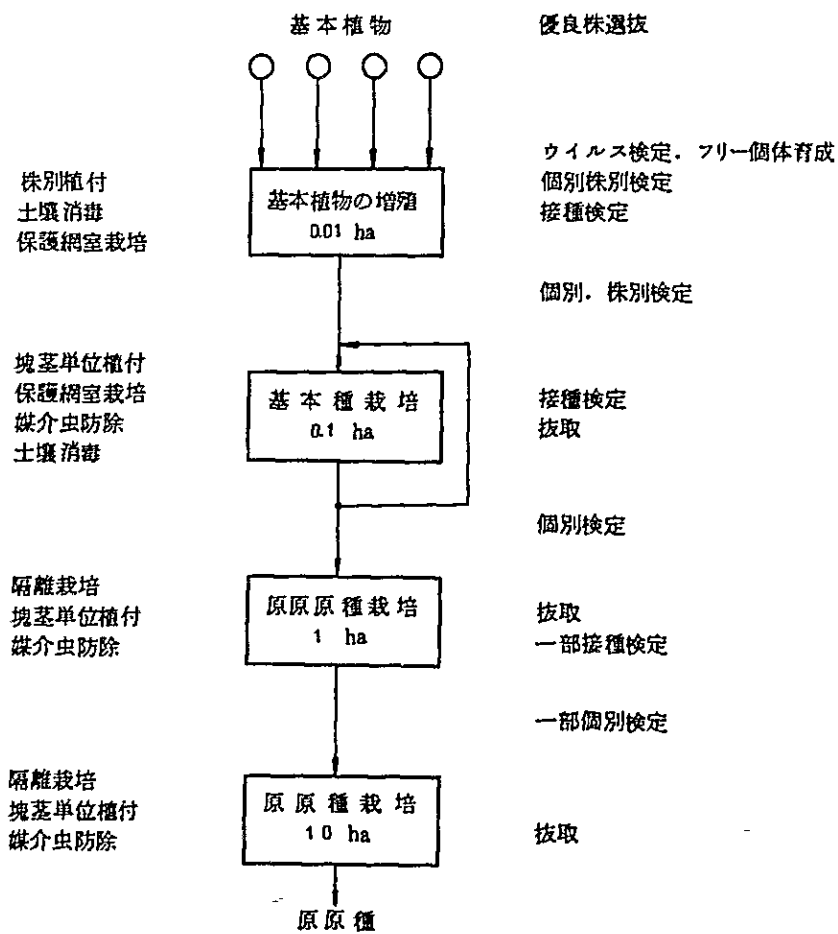 基本植物
優良株選抜
ウイルス検定．フリー個体育成
株別植付
土壌消毒
保護網室栽培
基本植物の増殖
0.01 ha
個別株別検定
接種検定
個別．株別検定
塊茎単位植付
保護網室栽培
媒介虫防除
土壌消毒
基本種栽培
0.1 ha
接種検定
抜取
個別検定
隔離栽培
塊茎単位植付
媒介虫防除
原原原種栽培
1 ha
抜取
一部接種検定
一部個別検定
隔離栽培
塊茎単位植付
媒介虫防除
原原種栽培
10 ha
抜取
原原種